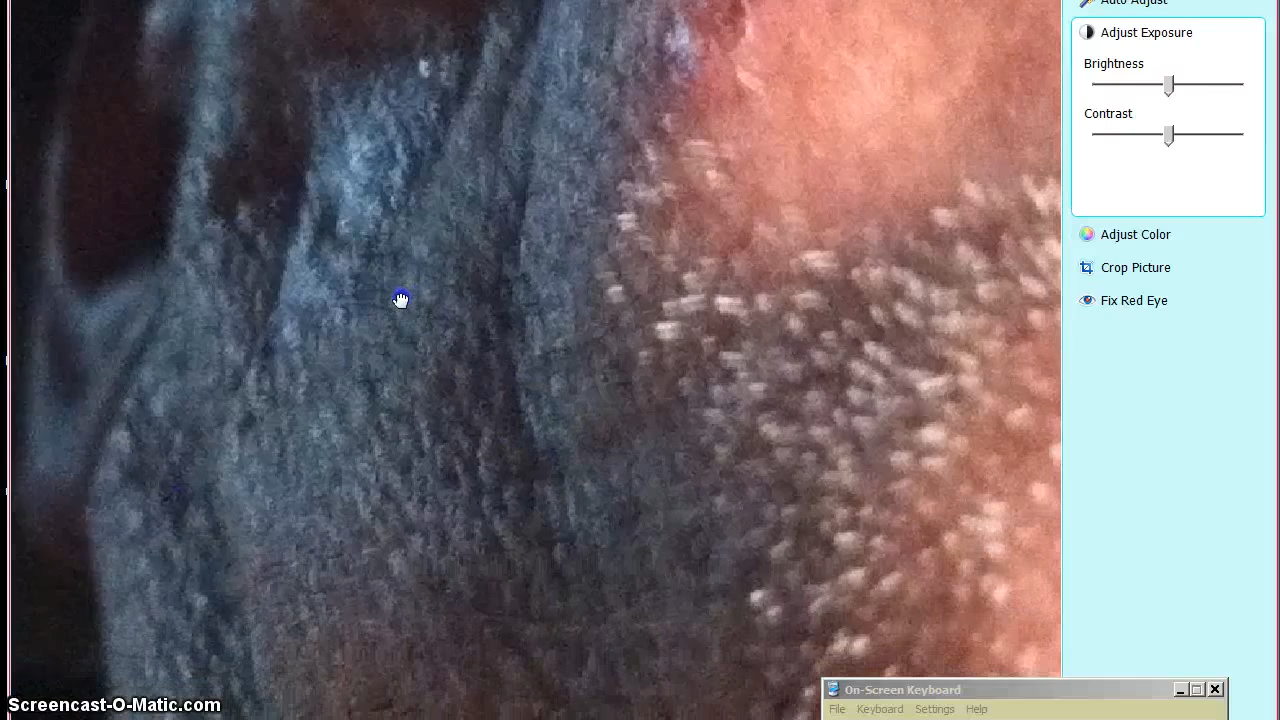 Auto Adjust
Adjust Exposure
Brightness
Contrast
Adjust Color
Crop Picture
Fix Red Eye
On-Screen Keyboard
File Keyboard Settings Help
Screencast-O-Matic.com